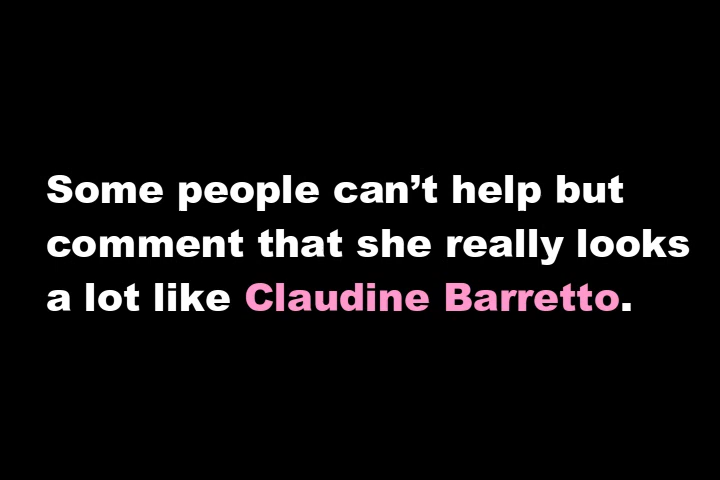 Some people can’t help but
comment that she really looks
a lot like Claudine Barretto.